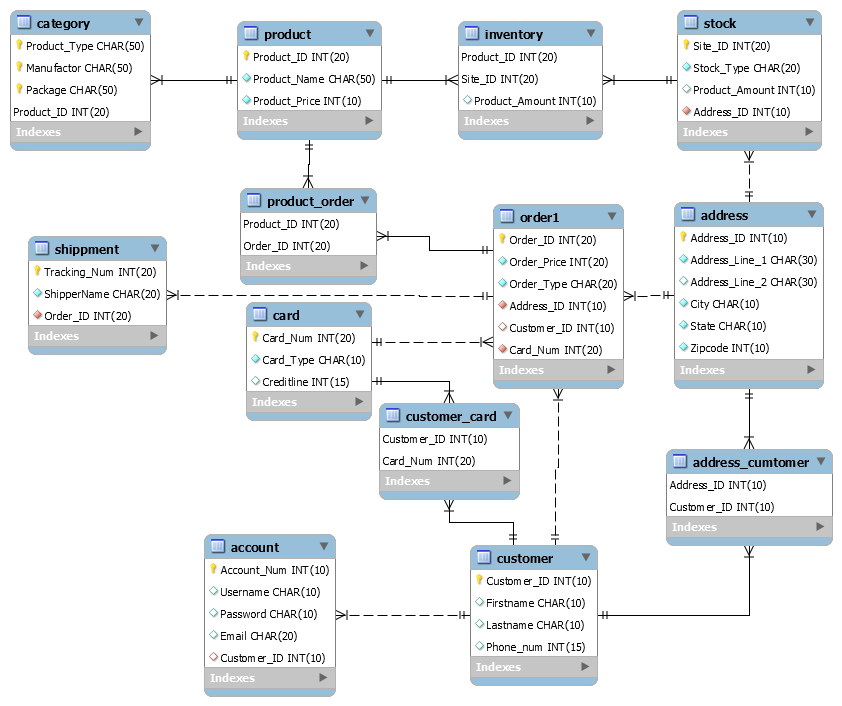 category
Product_Type CHAR(50)
Manufactor CHAR(50)
Package CHAR(50)
Product_ID INT(20)
Indexes
product
Product_ID INT(20)
Product_Name CHAR(50)
Product_Price INT(10)
Indexes
inventory
Product_ID INT(20)
Site_ID INT(20)
Product_Amount INT(10)
Indexes
stock
Site_ID INT(20)
Stock_Type CHAR(20)
Product_Amount INT(10)
Address_ID INT(10)
Indexes
product_order
Product_ID INT(20)
Order_ID INT(20)
Indexes
order1
Order_ID INT(20)
Order_Price INT(20)
Order_Type CHAR(20)
Address_ID INT(10)
Customer_ID INT(10)
Card_Num INT(20)
Indexes
address
Address_ID INT(10)
Address_Line_1 CHAR(30)
Address_Line_2 CHAR(30)
City CHAR(10)
State CHAR(10)
Zipcode INT(10)
Indexes
shippment
Tracking_Num INT(20)
ShipperName CHAR(20)
Order_ID INT(20)
Indexes
card
Card_Num INT(20)
Card_Type CHAR(10)
Creditline INT(15)
Indexes
customer_card
Customer_ID INT(10)
Card_Num INT(20)
Indexes
address_cumtomer
Address_ID INT(10)
Customer_ID INT(10)
Indexes
account
Account_Num INT(10)
Username CHAR(10)
Password CHAR(10)
Email CHAR(20)
Customer_ID INT(10)
Indexes
customer
Customer_ID INT(10)
Firstname CHAR(10)
Lastname CHAR(10)
Phone_num INT(15)
Indexes